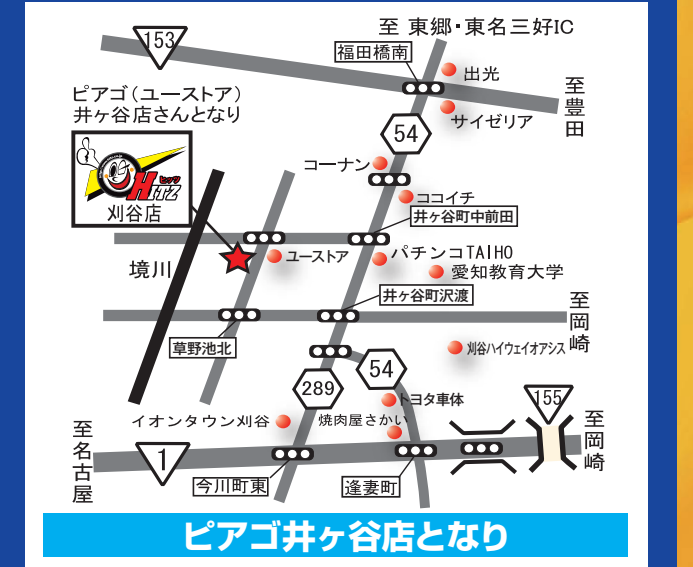 至 東郷・東名三好IC
153
福田橋南
出光
至豊田
ピアゴ（ユーストア）
井ヶ谷店さんとなり
サイゼリア
54
HITZ
ヒッツ
刈谷店
コーナン
ココイチ
井ヶ谷町中前田
境川
ユーストア
パチンコTAIHO
愛知教育大学
井ヶ谷町沢渡
至岡崎
草野池北
刈谷ハイウェイオアシス
289
54
トヨタ車体
155
至名古屋
イオンタウン刈谷
焼肉屋さかい
至岡崎
1
今川町東
逢妻町
ピアゴ井ヶ谷店となり